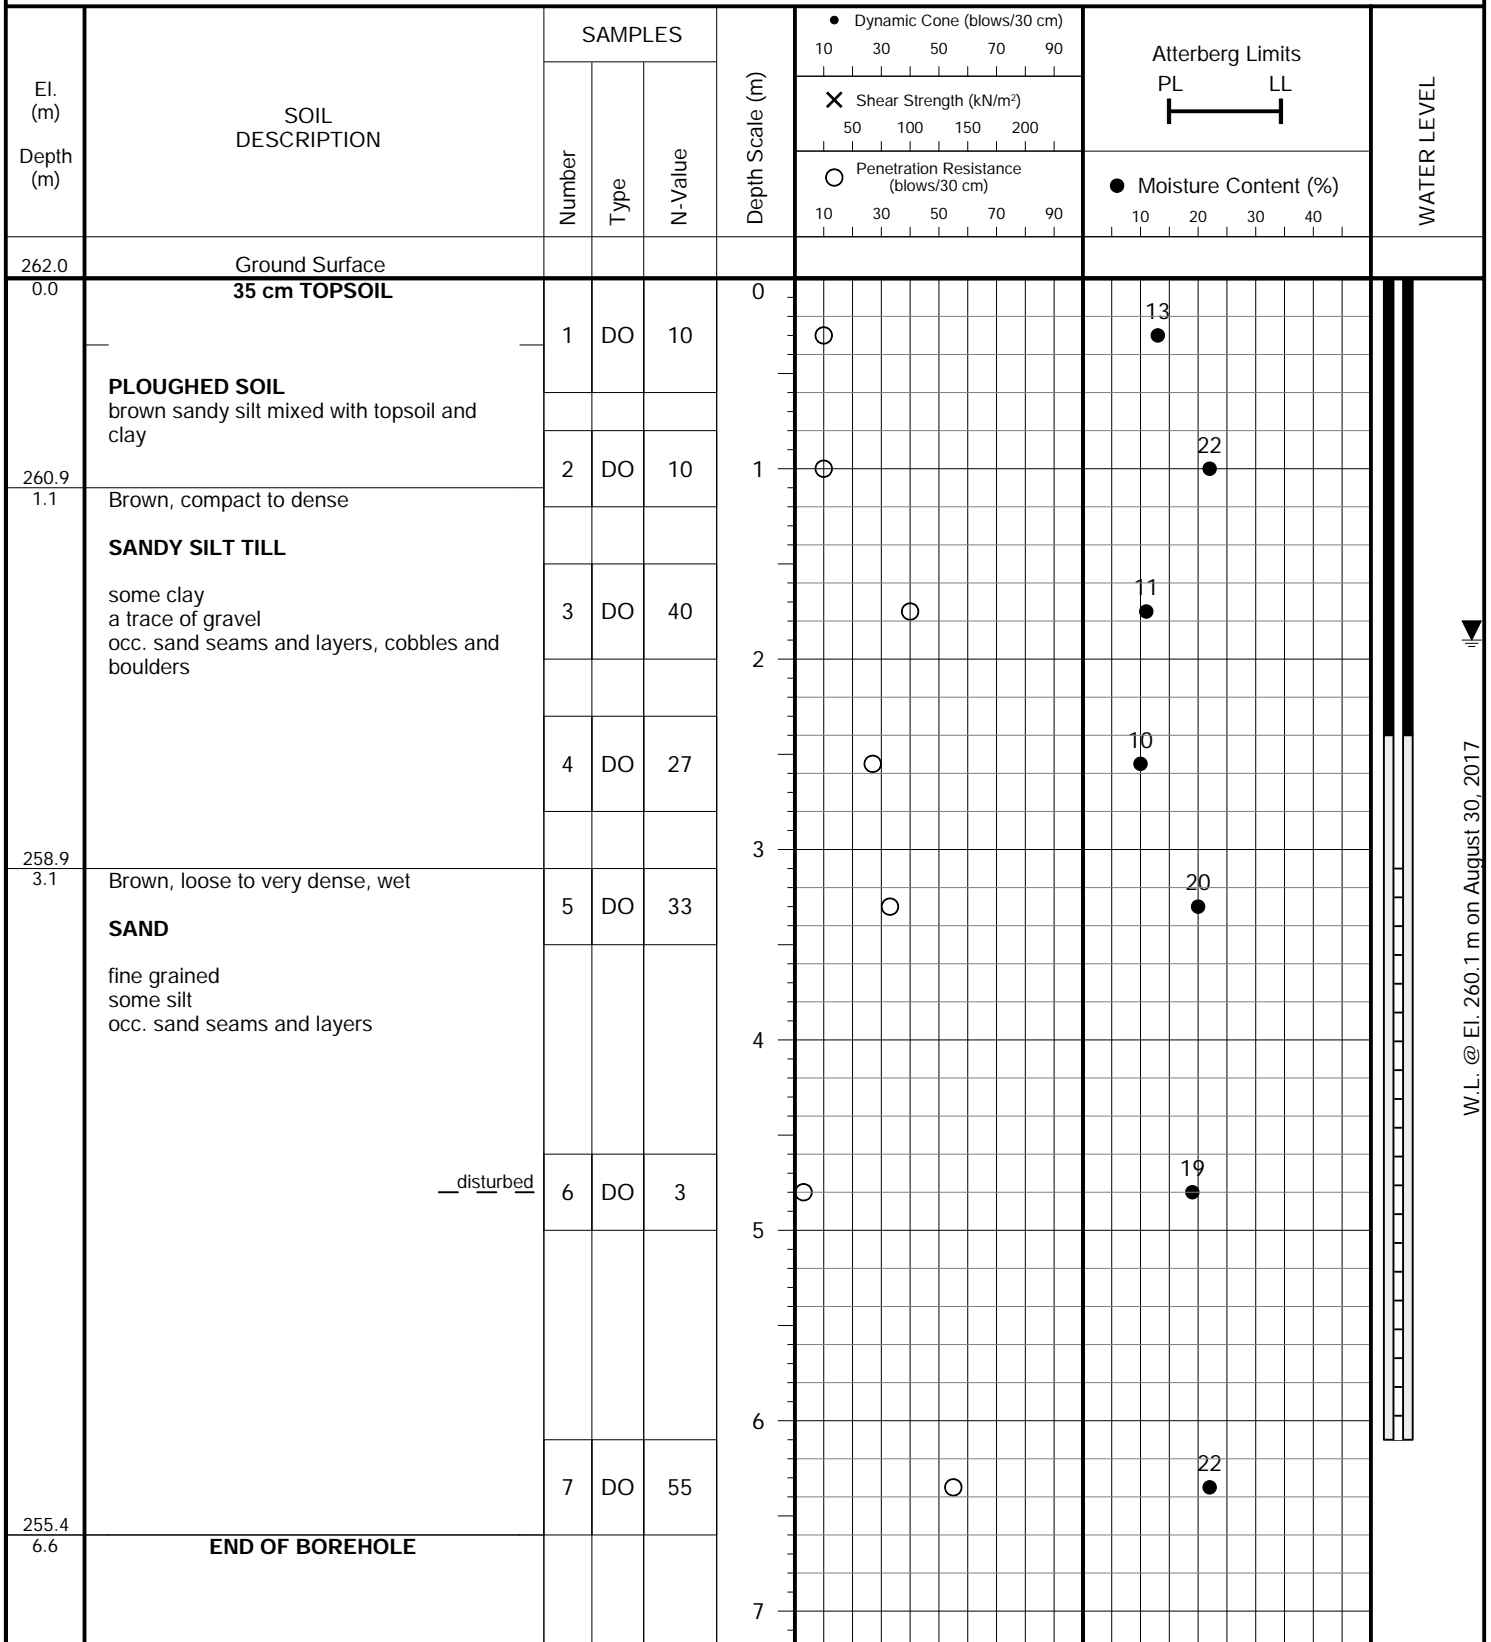 El.
(m)
Depth
(m)
SOIL
DESCRIPTION
SAMPLES
Number
Type
N-Value
Depth Scale (m)
Dynamic Cone (blows/30 cm)
10 30 50 70 90
Shear Strength (kN/m²)
50 100 150 200
Penetration Resistance
(blows/30 cm)
10 30 50 70 90
Atterberg Limits
PL LL
Moisture Content (%)
10 20 30 40
WATER LEVEL
262.0 Ground Surface
0.0 35 cm TOPSOIL 0
13
1 DO 10
PLOUGHED SOIL
brown sandy silt mixed with topsoil and
clay
22
2 DO 10 1
260.9
1.1 Brown, compact to dense
SANDY SILT TILL
11
some clay
3 DO 40
a trace of gravel
occ. sand seams and layers, cobbles and
boulders
2
10
4 DO 27
W.L. @ El. 260.1 m on August 30, 2017
3
258.9
3.1 Brown, loose to very dense, wet
20
5 DO 33
SAND
fine grained
some silt
occ. sand seams and layers
4
19
disturbed
6 DO 3
5
6
22
7 DO 55
255.4
6.6 END OF BOREHOLE
7